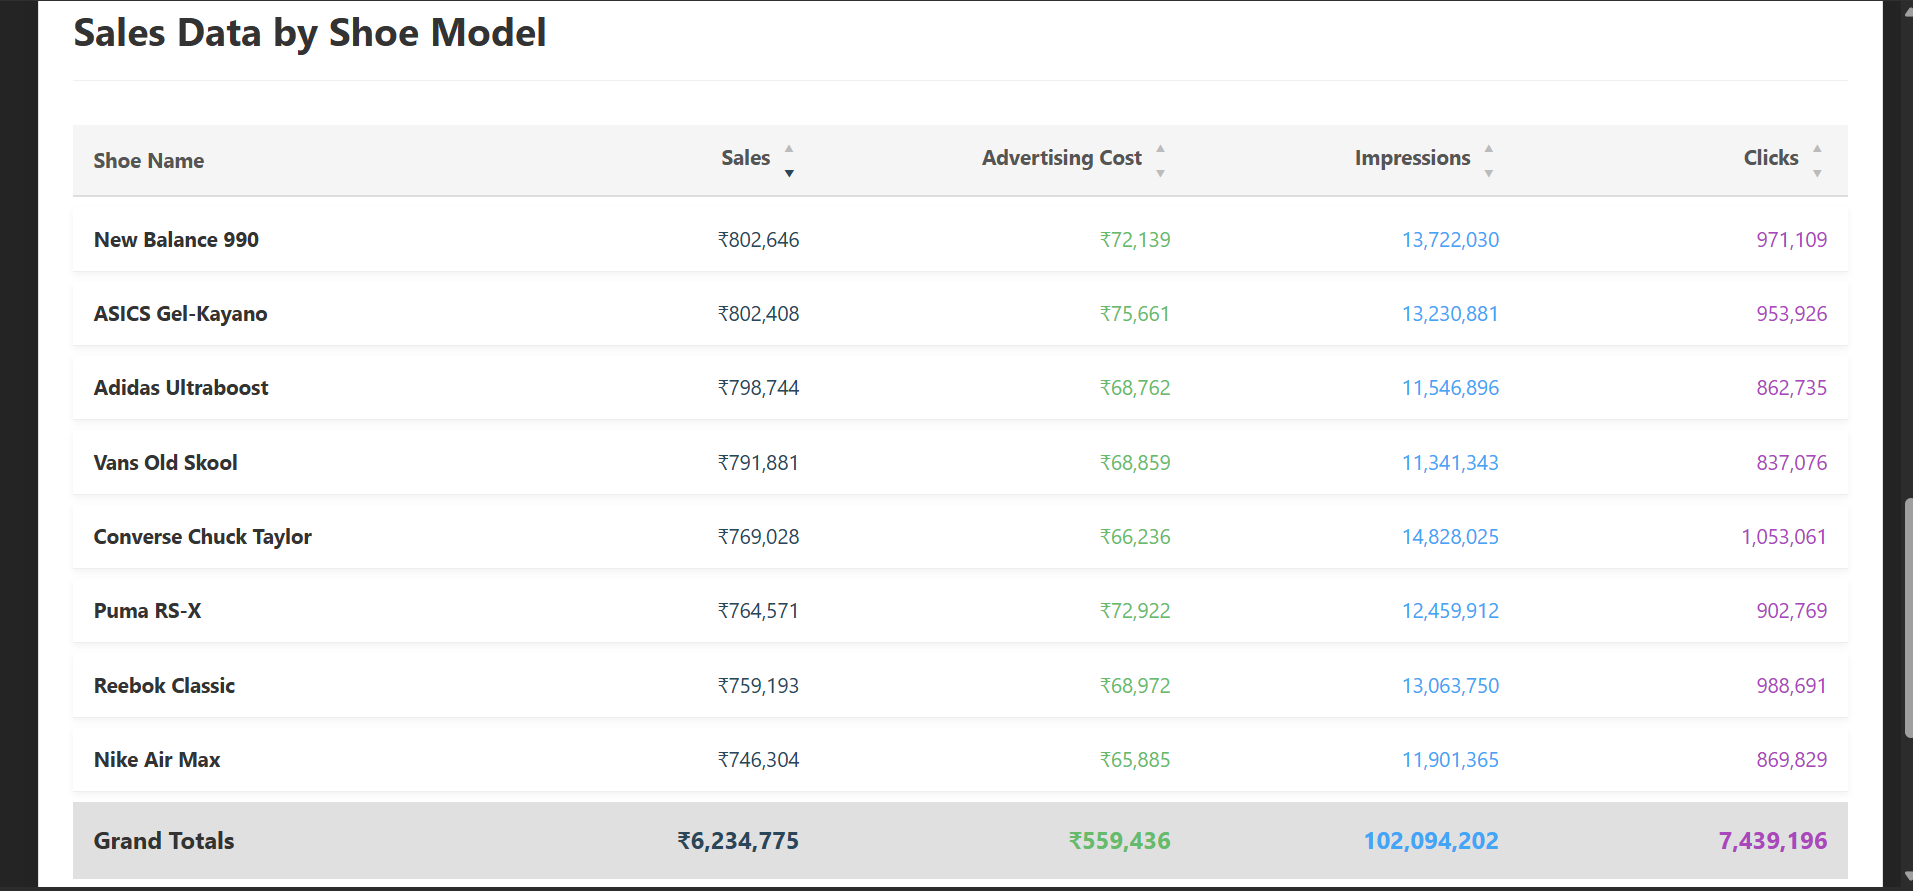 Sales Data by Shoe Model
Shoe Name Sales Advertising Cost Impressions Clicks
New Balance 990 ₹802,646 ₹72,139 13,722,030 971,109
ASICS Gel-Kayano ₹802,408 ₹75,661 13,230,881 953,926
Adidas Ultraboost ₹798,744 ₹68,762 11,546,896 862,735
Vans Old Skool ₹791,881 ₹68,859 11,341,343 837,076
Converse Chuck Taylor ₹769,028 ₹66,236 14,828,025 1,053,061
Puma RS-X ₹764,571 ₹72,922 12,459,912 902,769
Reebok Classic ₹759,193 ₹68,972 13,063,750 988,691
Nike Air Max ₹746,304 ₹65,885 11,901,365 869,829
Grand Totals ₹6,234,775 ₹559,436 102,094,202 7,439,196